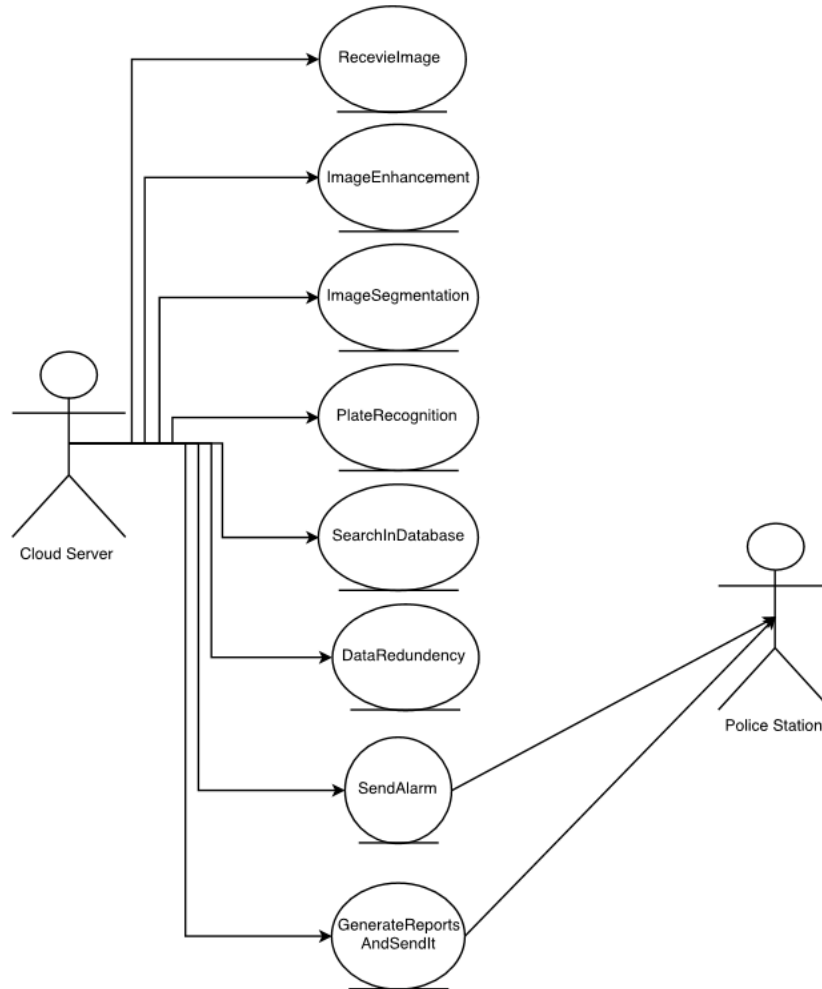 RecevieImage
ImageEnhancement
ImageSegmentation
PlateRecognition
SearchInDatabase
Cloud Server
DataRedundency
Police Station
SendAlarm
GenerateReports
AndSendIt